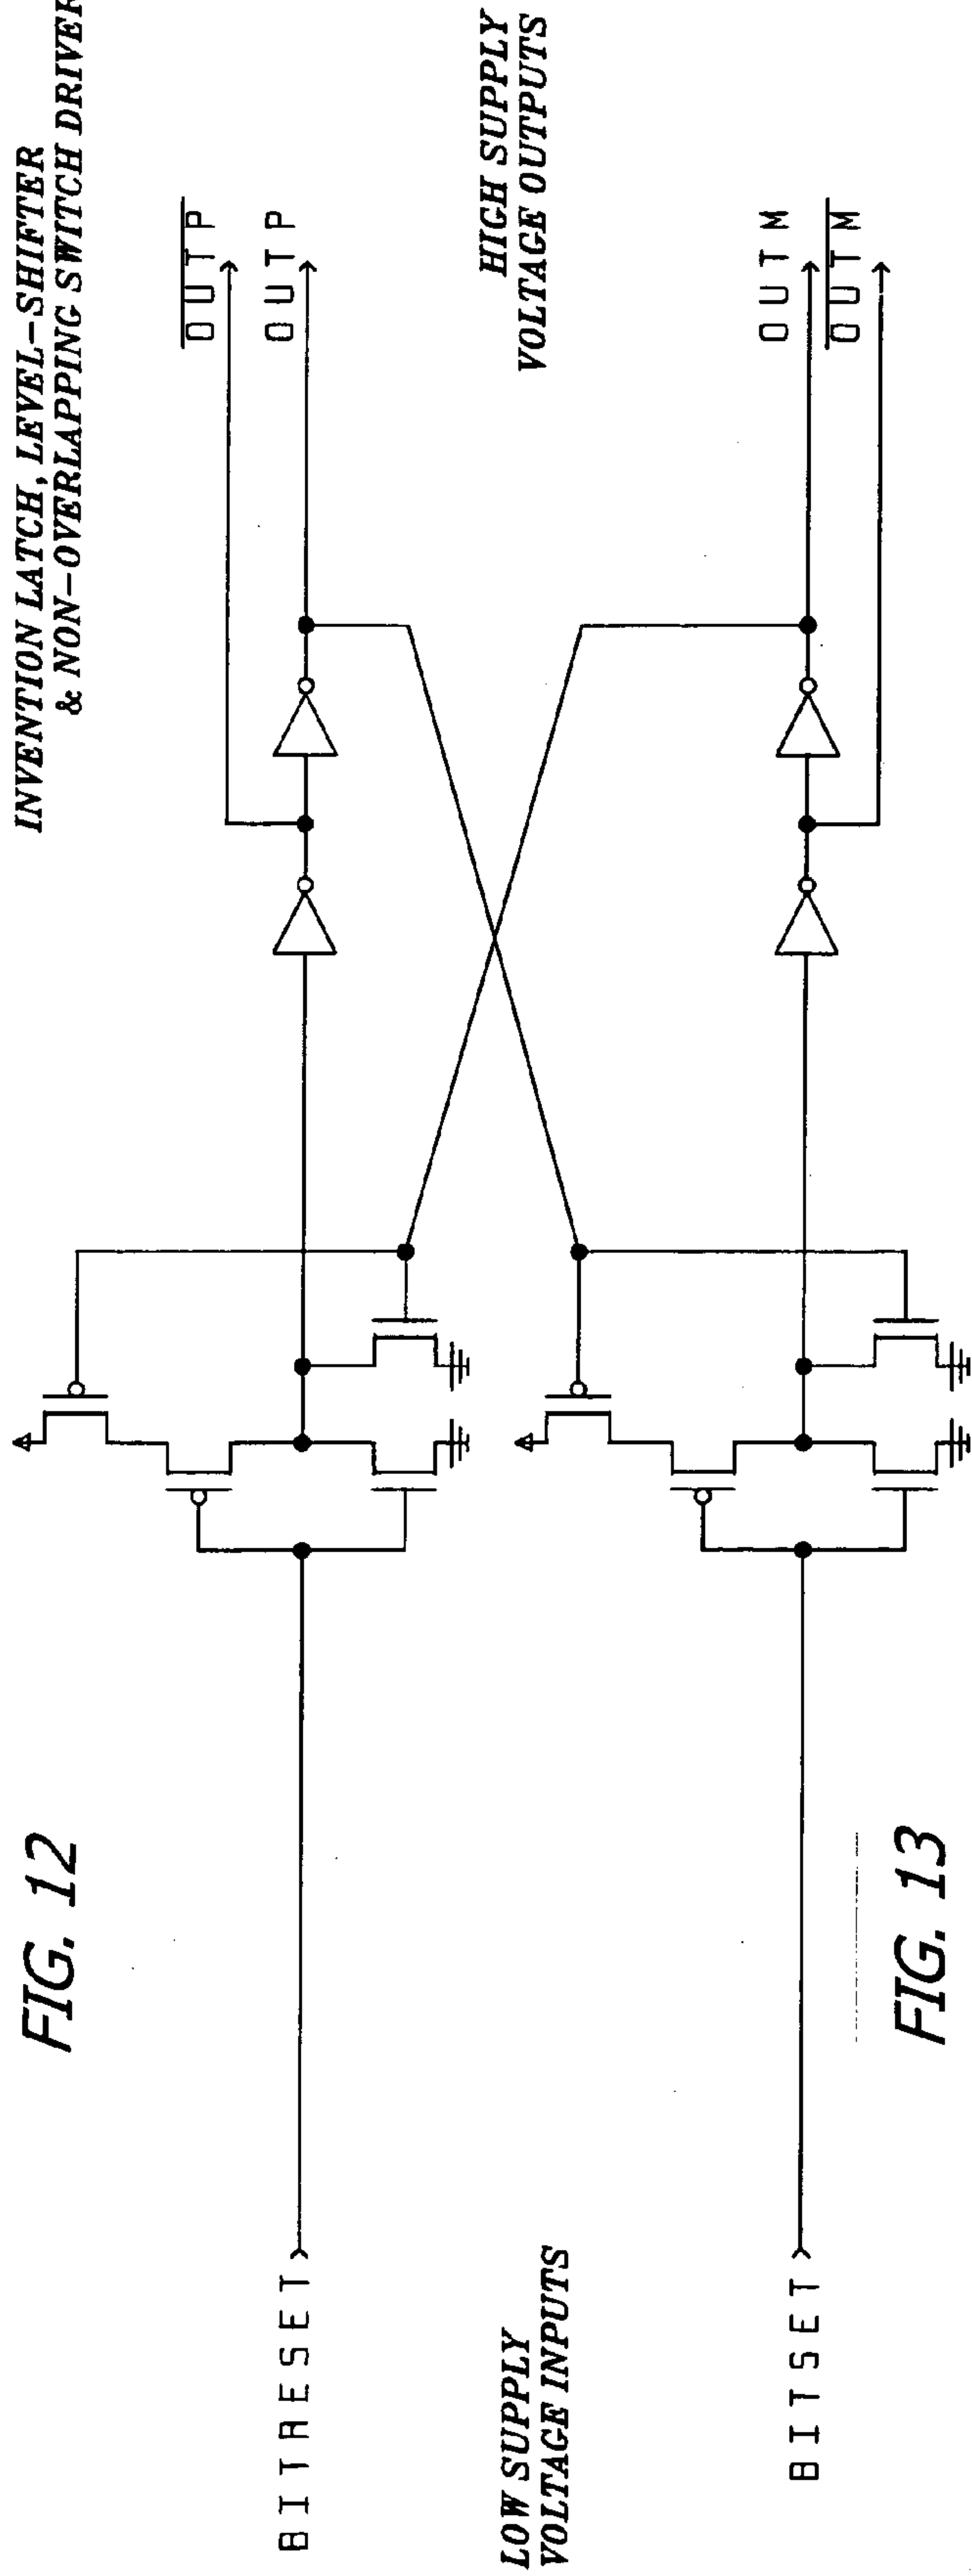 FIG. 12
INVENTION LATCH, LEVEL-SHIFTER
& NON-OVERLAPPING SWITCH DRIVER
OUTP
OUTP
BITRESET
LOW SUPPLY
VOLTAGE INPUTS
HIGH SUPPLY
VOLTAGE OUTPUTS
OUTM
OUTM
BITSET
FIG. 13